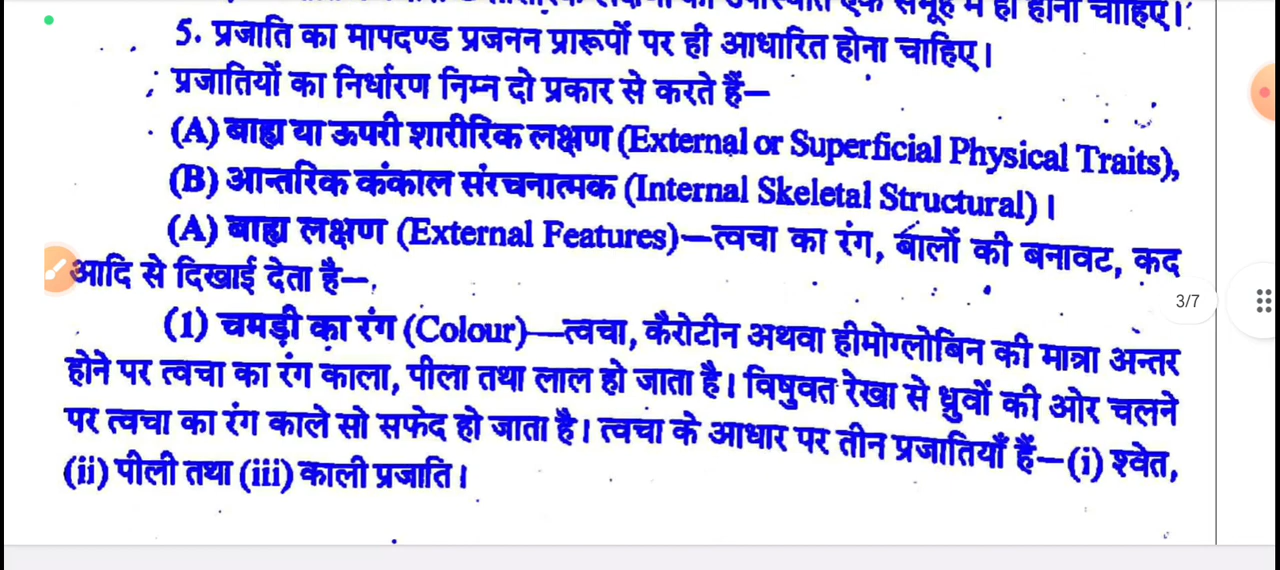 समूह में ही होनी चाहिए।
5. प्रजाति का मापदण्ड प्रजनन प्रारूपों पर ही आधारित होना चाहिए।
प्रजातियों का निर्धारण निम्न दो प्रकार से करते हैं—
(A) बाह्य या ऊपरी शारीरिक लक्षण (External or Superficial Physical Traits),
(B) आन्तरिक कंकाल संरचनात्मक (Internal Skeletal Structural)।
(A) बाह्य लक्षण (External Features)—त्वचा का रंग, बालों की बनावट, कद
आदि से दिखाई देता है—
3/7
(1) चमड़ी का रंग (Colour)—त्वचा, कैरोटीन अथवा हीमोग्लोबिन की मात्रा अन्तर
होने पर त्वचा का रंग काला, पीला तथा लाल हो जाता है। विषुवत रेखा से ध्रुवों की ओर चलने
पर त्वचा का रंग काले सो सफेद हो जाता है। त्वचा के आधार पर तीन प्रजातियाँ हैं—(i) श्वेत,
(ii) पीली तथा (iii) काली प्रजाति।